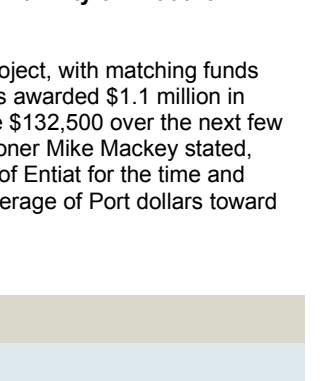 oject, with matching funds
s awarded $1.1 million in
$132,500 over the next few
oner Mike Mackey stated,
of Entiat for the time and
erage of Port dollars toward